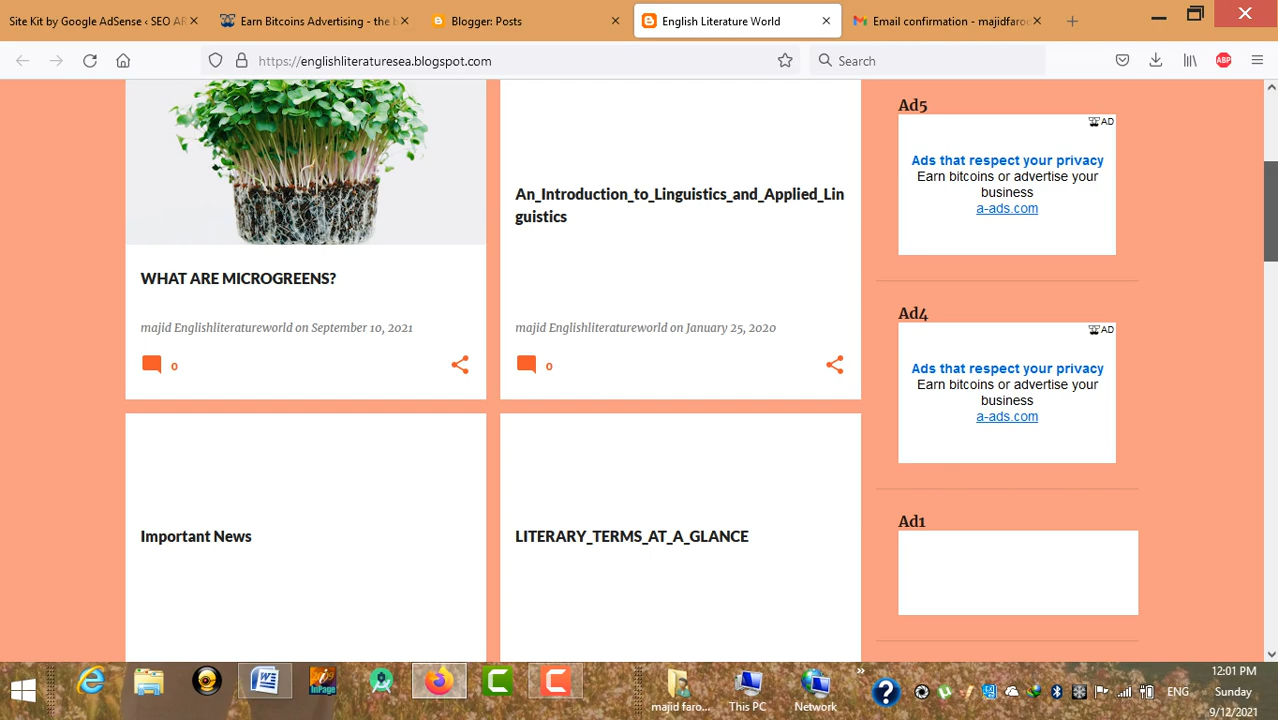 Site Kit by Google AdSense ‹ SEO AR
Earn Bitcoins Advertising - the b
Blogger: Posts
English Literature World
Email confirmation - majidfaroo
https://englishliteraturesea.blogspot.com
Search
ABP
WHAT ARE MICROGREENS?
majid Englishliteratureworld on September 10, 2021
0
An_Introduction_to_Linguistics_and_Applied_Lin
guistics
majid Englishliteratureworld on January 25, 2020
0
Important News
LITERARY_TERMS_AT_A_GLANCE
Ad5
AD
Ads that respect your privacy
Earn bitcoins or advertise your
business
a-ads.com
Ad4
AD
Ads that respect your privacy
Earn bitcoins or advertise your
business
a-ads.com
Ad1
InPage
majid faro...
This PC
Network
ENG
12:01 PM
Sunday
9/12/2021